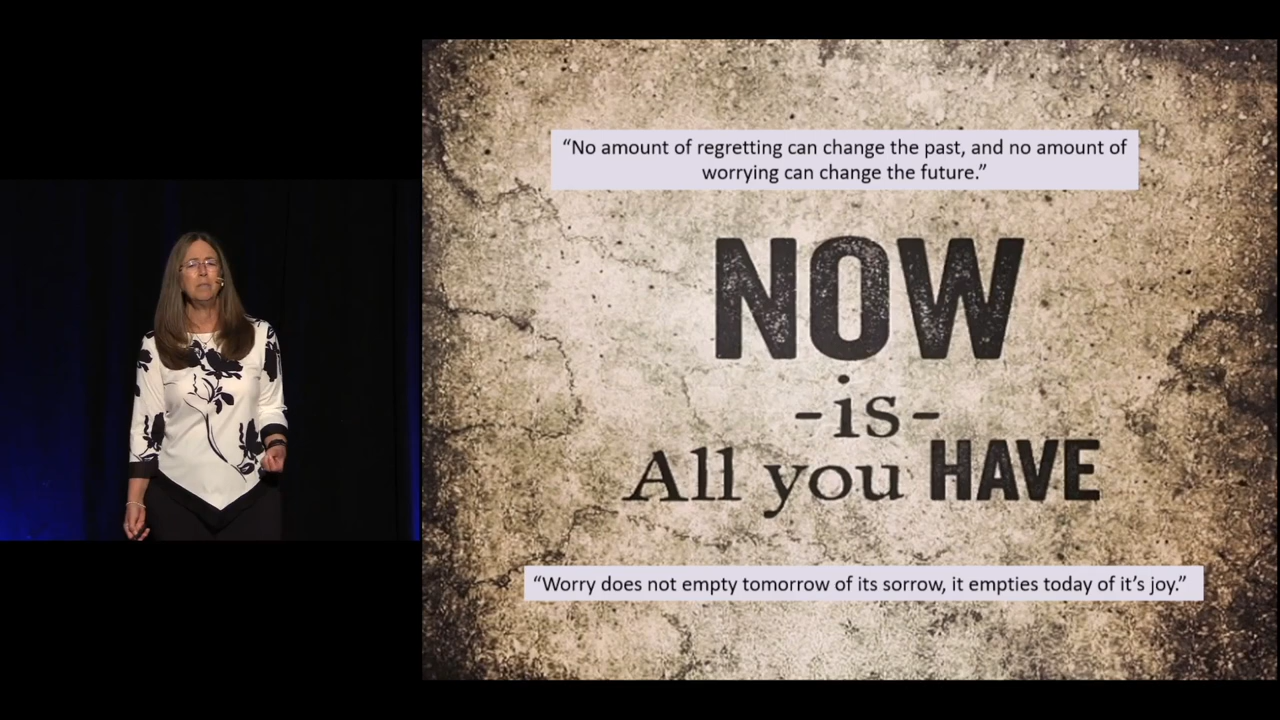 “No amount of regretting can change the past, and no amount of
worrying can change the future.”
NOW
-is-
All you HAVE
“Worry does not empty tomorrow of its sorrow, it empties today of it’s joy.”